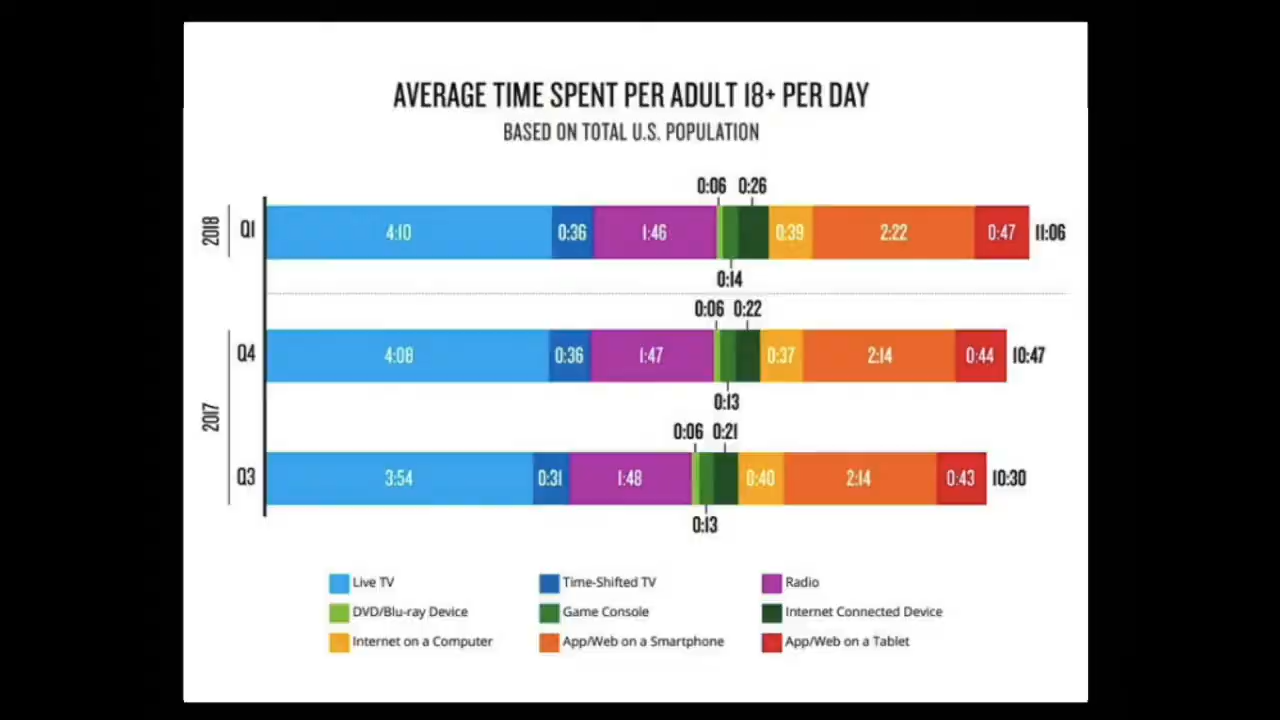 AVERAGE TIME SPENT PER ADULT 18+ PER DAY
BASED ON TOTAL U.S. POPULATION
0:06 0:26
2018 Q1 4:10 0:36 1:46 0:39 2:22 0:47 11:06
0:14
0:06 0:22
Q4 4:08 0:36 1:47 0:37 2:14 0:44 10:47
0:13
2017
0:06 0:21
Q3 3:54 0:31 1:48 0:40 2:14 0:43 10:30
0:13
Live TV Time-Shifted TV Radio
DVD/Blu-ray Device Game Console Internet Connected Device
Internet on a Computer App/Web on a Smartphone App/Web on a Tablet